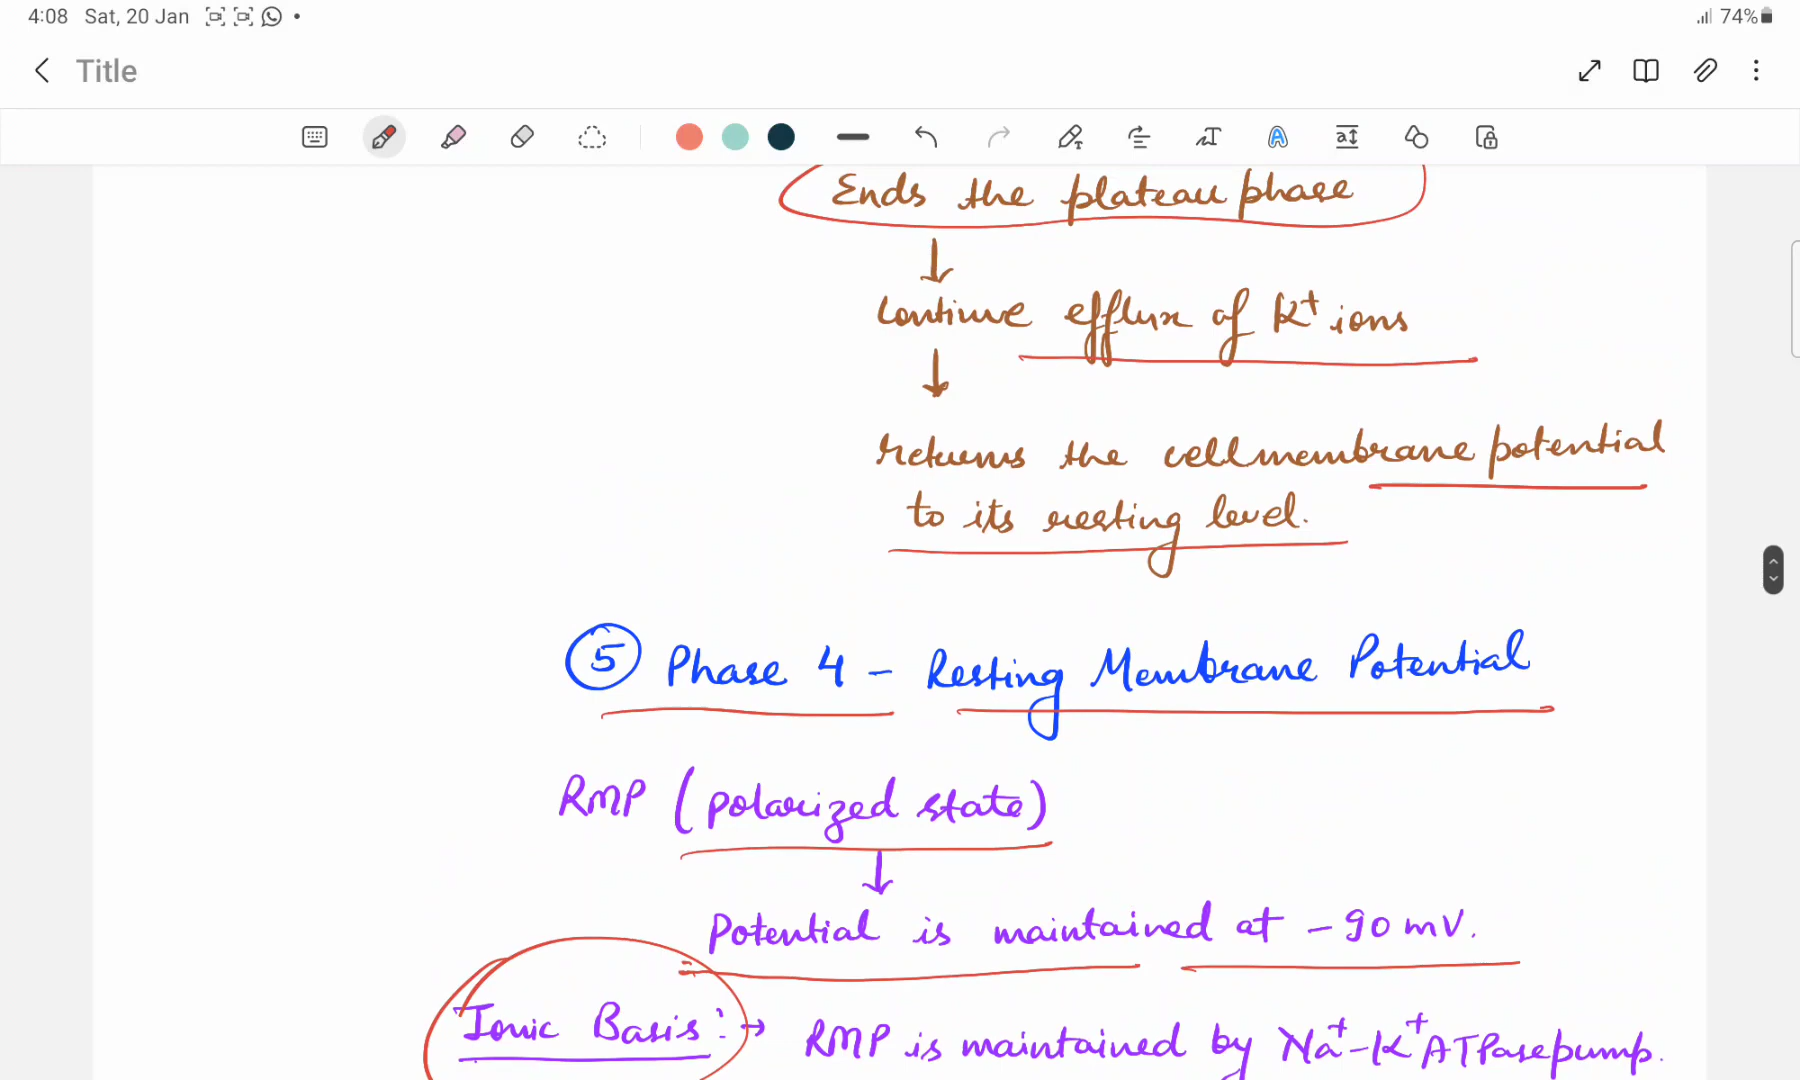 4:08 Sat, 20 Jan
74%
Title
Ends the plateau phase
↓
Continue efflux of K+ ions
↓
returns the cell membrane potential
to its resting level.
⑤ Phase 4 - Resting Membrane Potential
RMP (polarized state)
↓
Potential is maintained at -90 mV.
Ionic Basis: → RMP is maintained by Na+-K+ATPase pump.